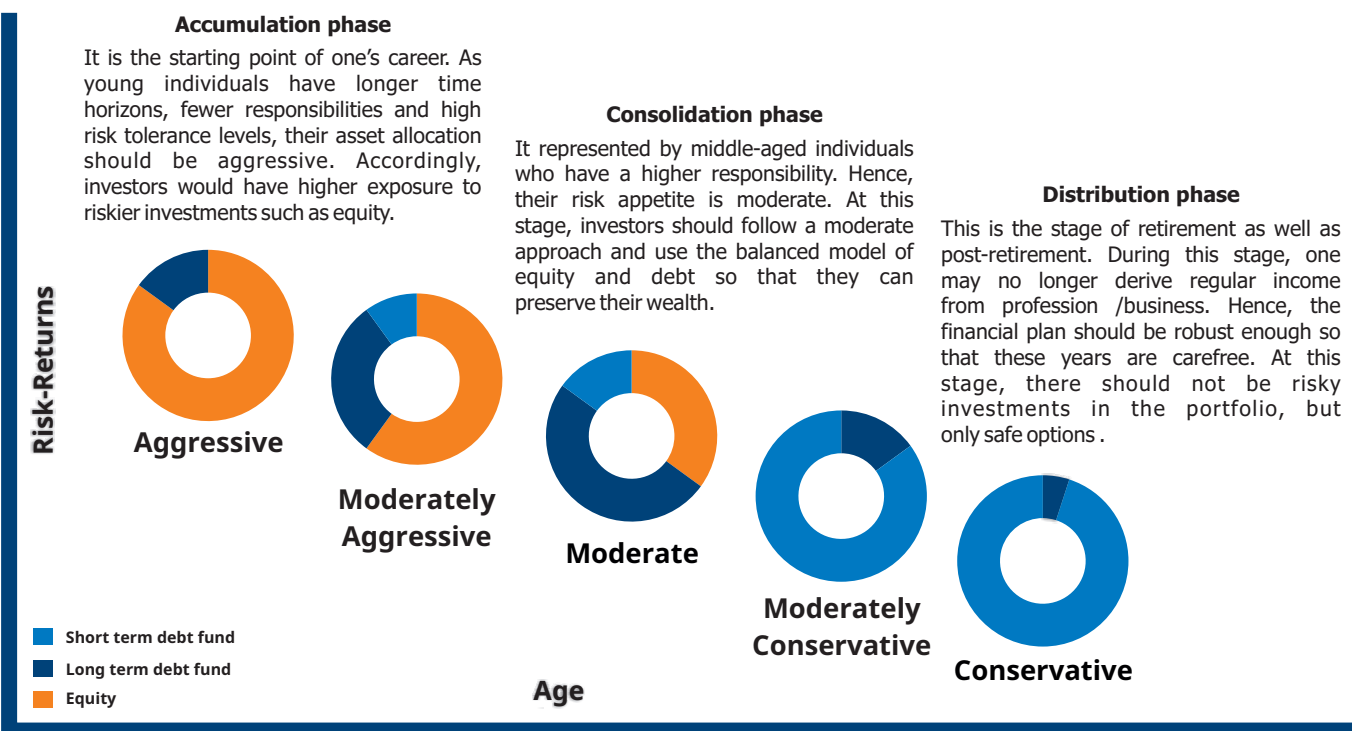 Accumulation phase
It is the starting point of one’s career. As
young individuals have longer time
horizons, fewer responsibilities and high
risk tolerance levels, their asset allocation
should be aggressive. Accordingly,
investors would have higher exposure to
riskier investments such as equity.
Consolidation phase
It represented by middle-aged individuals
who have a higher responsibility. Hence,
their risk appetite is moderate. At this
stage, investors should follow a moderate
approach and use the balanced model of
equity and debt so that they can
preserve their wealth.
Distribution phase
This is the stage of retirement as well as
post-retirement. During this stage, one
may no longer derive regular income
from profession /business. Hence, the
financial plan should be robust enough so
that these years are carefree. At this
stage, there should not be risky
investments in the portfolio, but
only safe options .
Risk-Returns
Aggressive
Moderately
Aggressive
Moderate
Moderately
Conservative
Conservative
Short term debt fund
Long term debt fund
Equity
Age